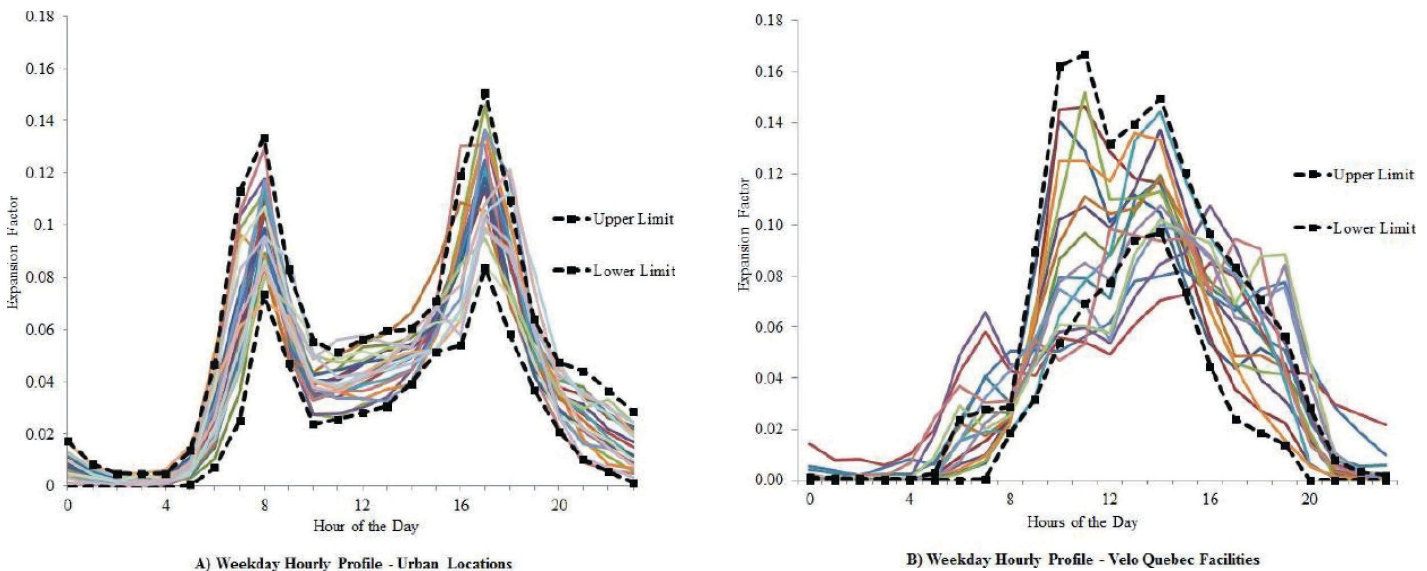 0.18
0.16
0.14
0.12
0.1
0.08
0.06
0.04
0.02
0
Expansion Factor
0 4 8 12 16 20
Hour of the Day
Upper Limit
Lower Limit
A) Weekday Hourly Profile - Urban Locations
0.18
0.16
0.14
0.12
0.10
0.08
0.06
0.04
0.02
0.00
Expansion Factor
0 4 8 12 16 20
Hours of the Day
Upper Limit
Lower Limit
B) Weekday Hourly Profile - Velo Quebec Facilities